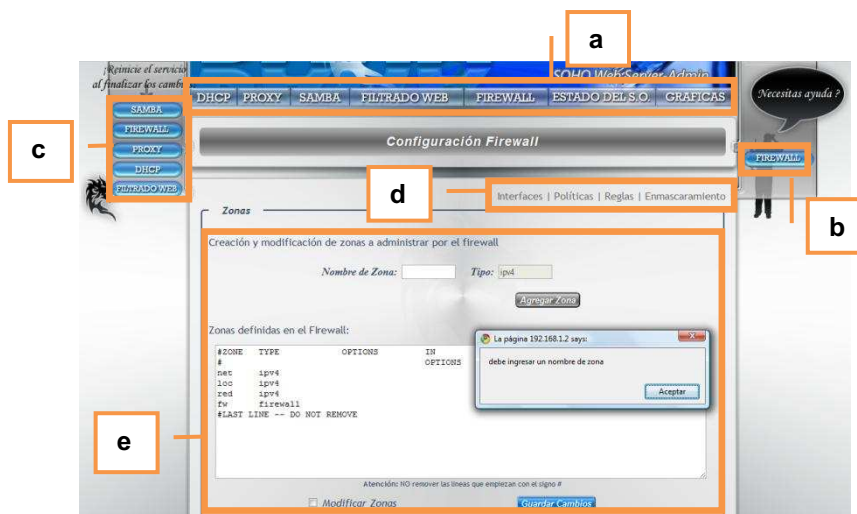 a
¡Reinicie el servicio
al finalizar los cambios
SOHO Web:Server-Admin
¿Necesitas ayuda ?
DHCP PROXY SAMBA FILTRADO WEB FIREWALL ESTADO DEL S.O. GRAFICAS
SAMBA
FIREWALL
PROXY
DHCP
FILTRADO WEB
c
Configuración Firewall
FIREWALL
b
d
Interfaces | Políticas | Reglas | Enmascaramiento
Zonas
Creación y modificación de zonas a administrar por el firewall
Nombre de Zona: Tipo: ipv4
Agregar Zona
Zonas definidas en el Firewall:
#ZONE TYPE OPTIONS IN
# OPTIONS
net ipv4
loc ipv4
red ipv4
fw firewall
#LAST LINE -- DO NOT REMOVE
La página 192.168.1.2 says:
debe ingresar un nombre de zona
Aceptar
e
Atención: NO remover las lineas que empiezan con el signo #
Modificar Zonas
Guardar Cambios